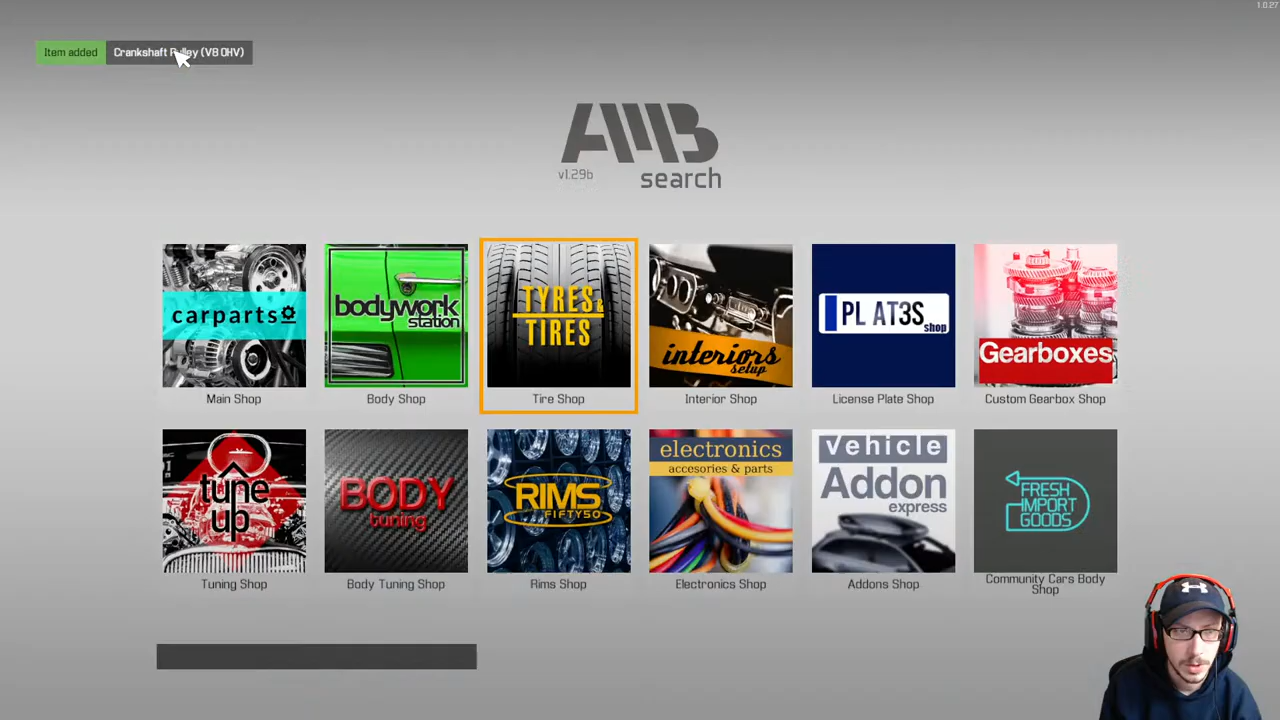 1.0.27
Item added Crankshaft Pulley (V8 OHV)
AMB
v1.29b search
carparts
Main Shop
bodywork
station
Body Shop
TYRES &
TIRES
Tire Shop
interiors
setup
Interior Shop
PL AT3S
shop
License Plate Shop
Gearboxes
Custom Gearbox Shop
tune
up
Tuning Shop
BODY
tuning
Body Tuning Shop
RIMS
FIFTY50
Rims Shop
electronics
accesories & parts
Electronics Shop
vehicle
Addon
express
Addons Shop
FRESH
IMPORT
GOODS
Community Cars Body
Shop